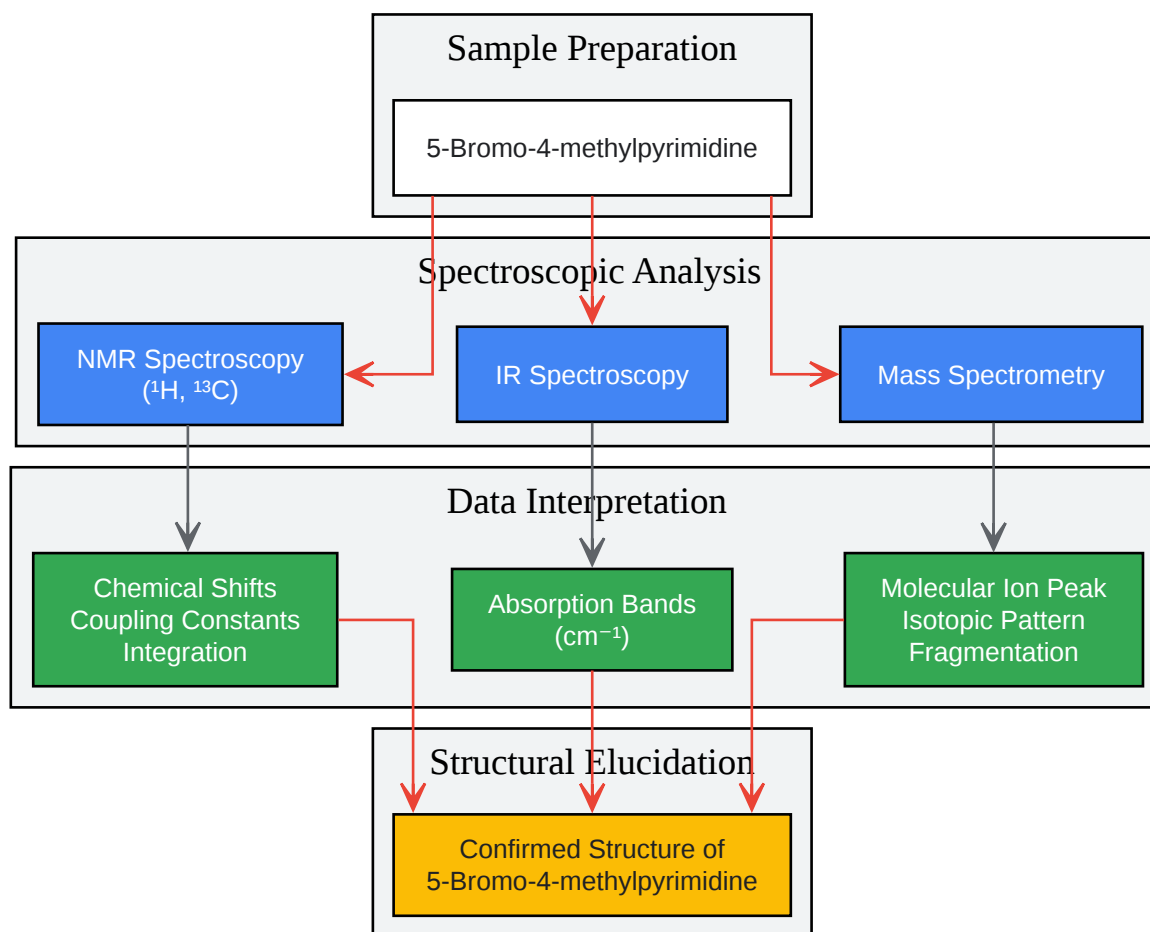 Sample Preparation
5-Bromo-4-methylpyrimidine
Spectroscopic Analysis
NMR Spectroscopy
(¹H, ¹³C)
IR Spectroscopy
Mass Spectrometry
Data Interpretation
Chemical Shifts
Coupling Constants
Integration
Absorption Bands
(cm⁻¹)
Molecular Ion Peak
Isotopic Pattern
Fragmentation
Structural Elucidation
Confirmed Structure of
5-Bromo-4-methylpyrimidine